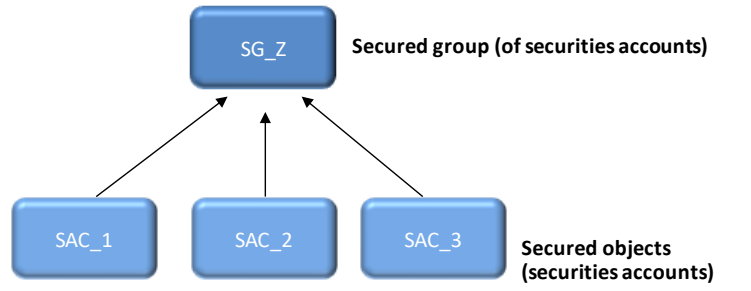 SG_Z
Secured group (of securities accounts)
SAC_1
SAC_2
SAC_3
Secured objects
(securities accounts)